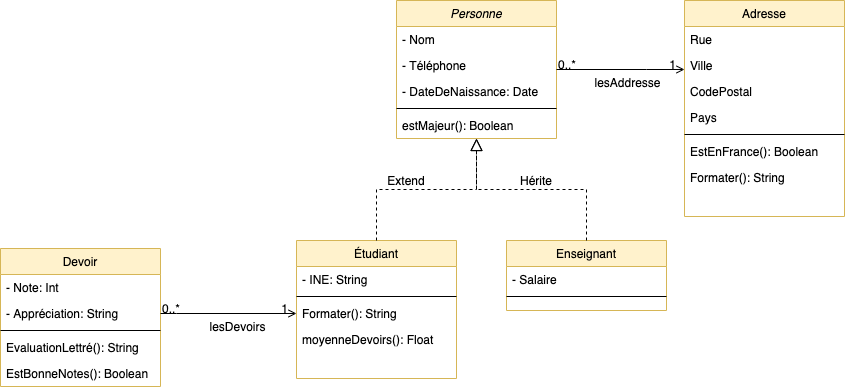 Personne
- Nom
- Téléphone
- DateDeNaissance: Date
estMajeur(): Boolean
0..*
1
lesAddresse
Adresse
Rue
Ville
CodePostal
Pays
EstEnFrance(): Boolean
Formater(): String
Extend
Hérite
Devoir
- Note: Int
- Appréciation: String
EvaluationLettré(): String
EstBonneNotes(): Boolean
0..*
1
lesDevoirs
Étudiant
- INE: String
Formater(): String
moyenneDevoirs(): Float
Enseignant
- Salaire